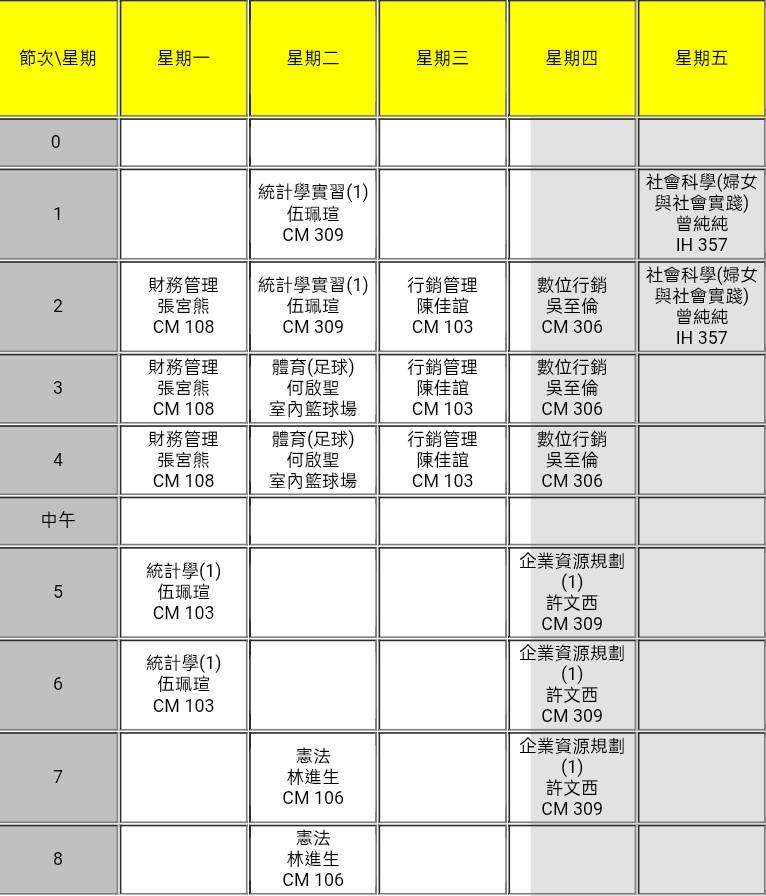 節次\星期
星期一
星期二
星期三
星期四
星期五
0
1
統計學實習(1)
伍珮瑄
CM 309
社會科學(婦女
與社會實踐)
曾純純
IH 357
2
財務管理
張宮熊
CM 108
統計學實習(1)
伍珮瑄
CM 309
行銷管理
陳佳誼
CM 103
數位行銷
吳至倫
CM 306
社會科學(婦女
與社會實踐)
曾純純
IH 357
3
財務管理
張宮熊
CM 108
體育(足球)
何啟聖
室內籃球場
行銷管理
陳佳誼
CM 103
數位行銷
吳至倫
CM 306
4
財務管理
張宮熊
CM 108
體育(足球)
何啟聖
室內籃球場
行銷管理
陳佳誼
CM 103
數位行銷
吳至倫
CM 306
中午
5
統計學(1)
伍珮瑄
CM 103
企業資源規劃
(1)
許文西
CM 309
6
統計學(1)
伍珮瑄
CM 103
企業資源規劃
(1)
許文西
CM 309
7
憲法
林進生
CM 106
企業資源規劃
(1)
許文西
CM 309
8
憲法
林進生
CM 106